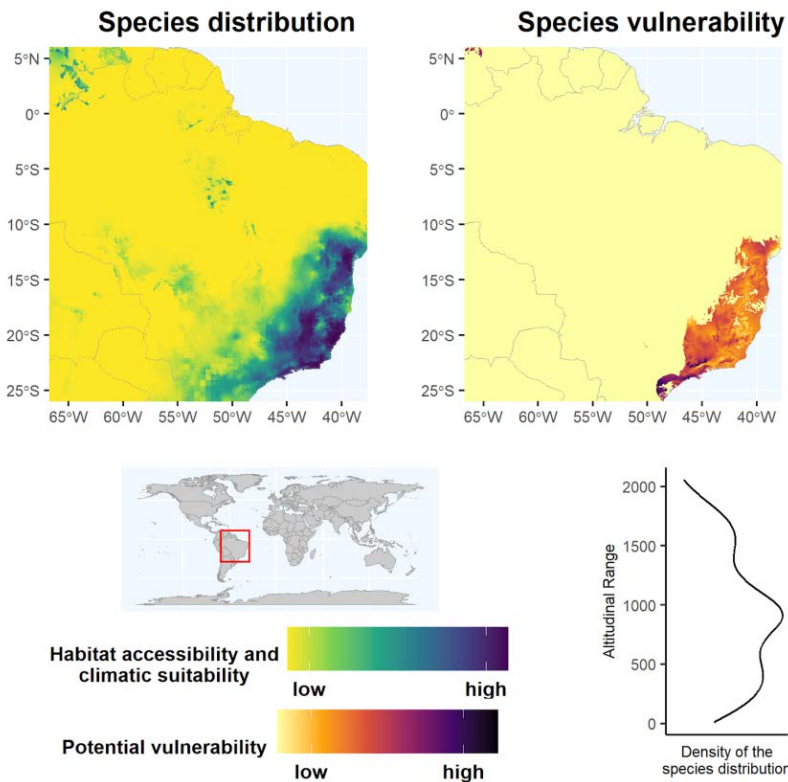 Species distribution
Species vulnerability
5°N
0°
5°S
10°S
15°S
20°S
25°S
65°W 60°W 55°W 50°W 45°W 40°W
5°N
0°
5°S
10°S
15°S
20°S
25°S
65°W 60°W 55°W 50°W 45°W 40°W
Habitat accessibility and
climatic suitability
low high
Potential vulnerability
low high
Altitudinal Range
2000
1500
1000
500
0
Density of the
species distribution